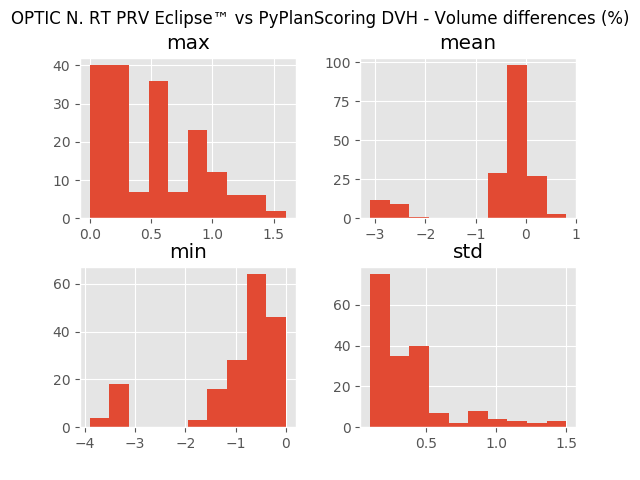 OPTIC N. RT PRV Eclipse™ vs PyPlanScoring DVH - Volume differences (%)
max
40
30
20
10
0
0.0 0.5 1.0 1.5
mean
100
75
50
25
0
−3 −2 −1 0 1
min
60
40
20
0
−4 −3 −2 −1 0
std
60
40
20
0
0.5 1.0 1.5